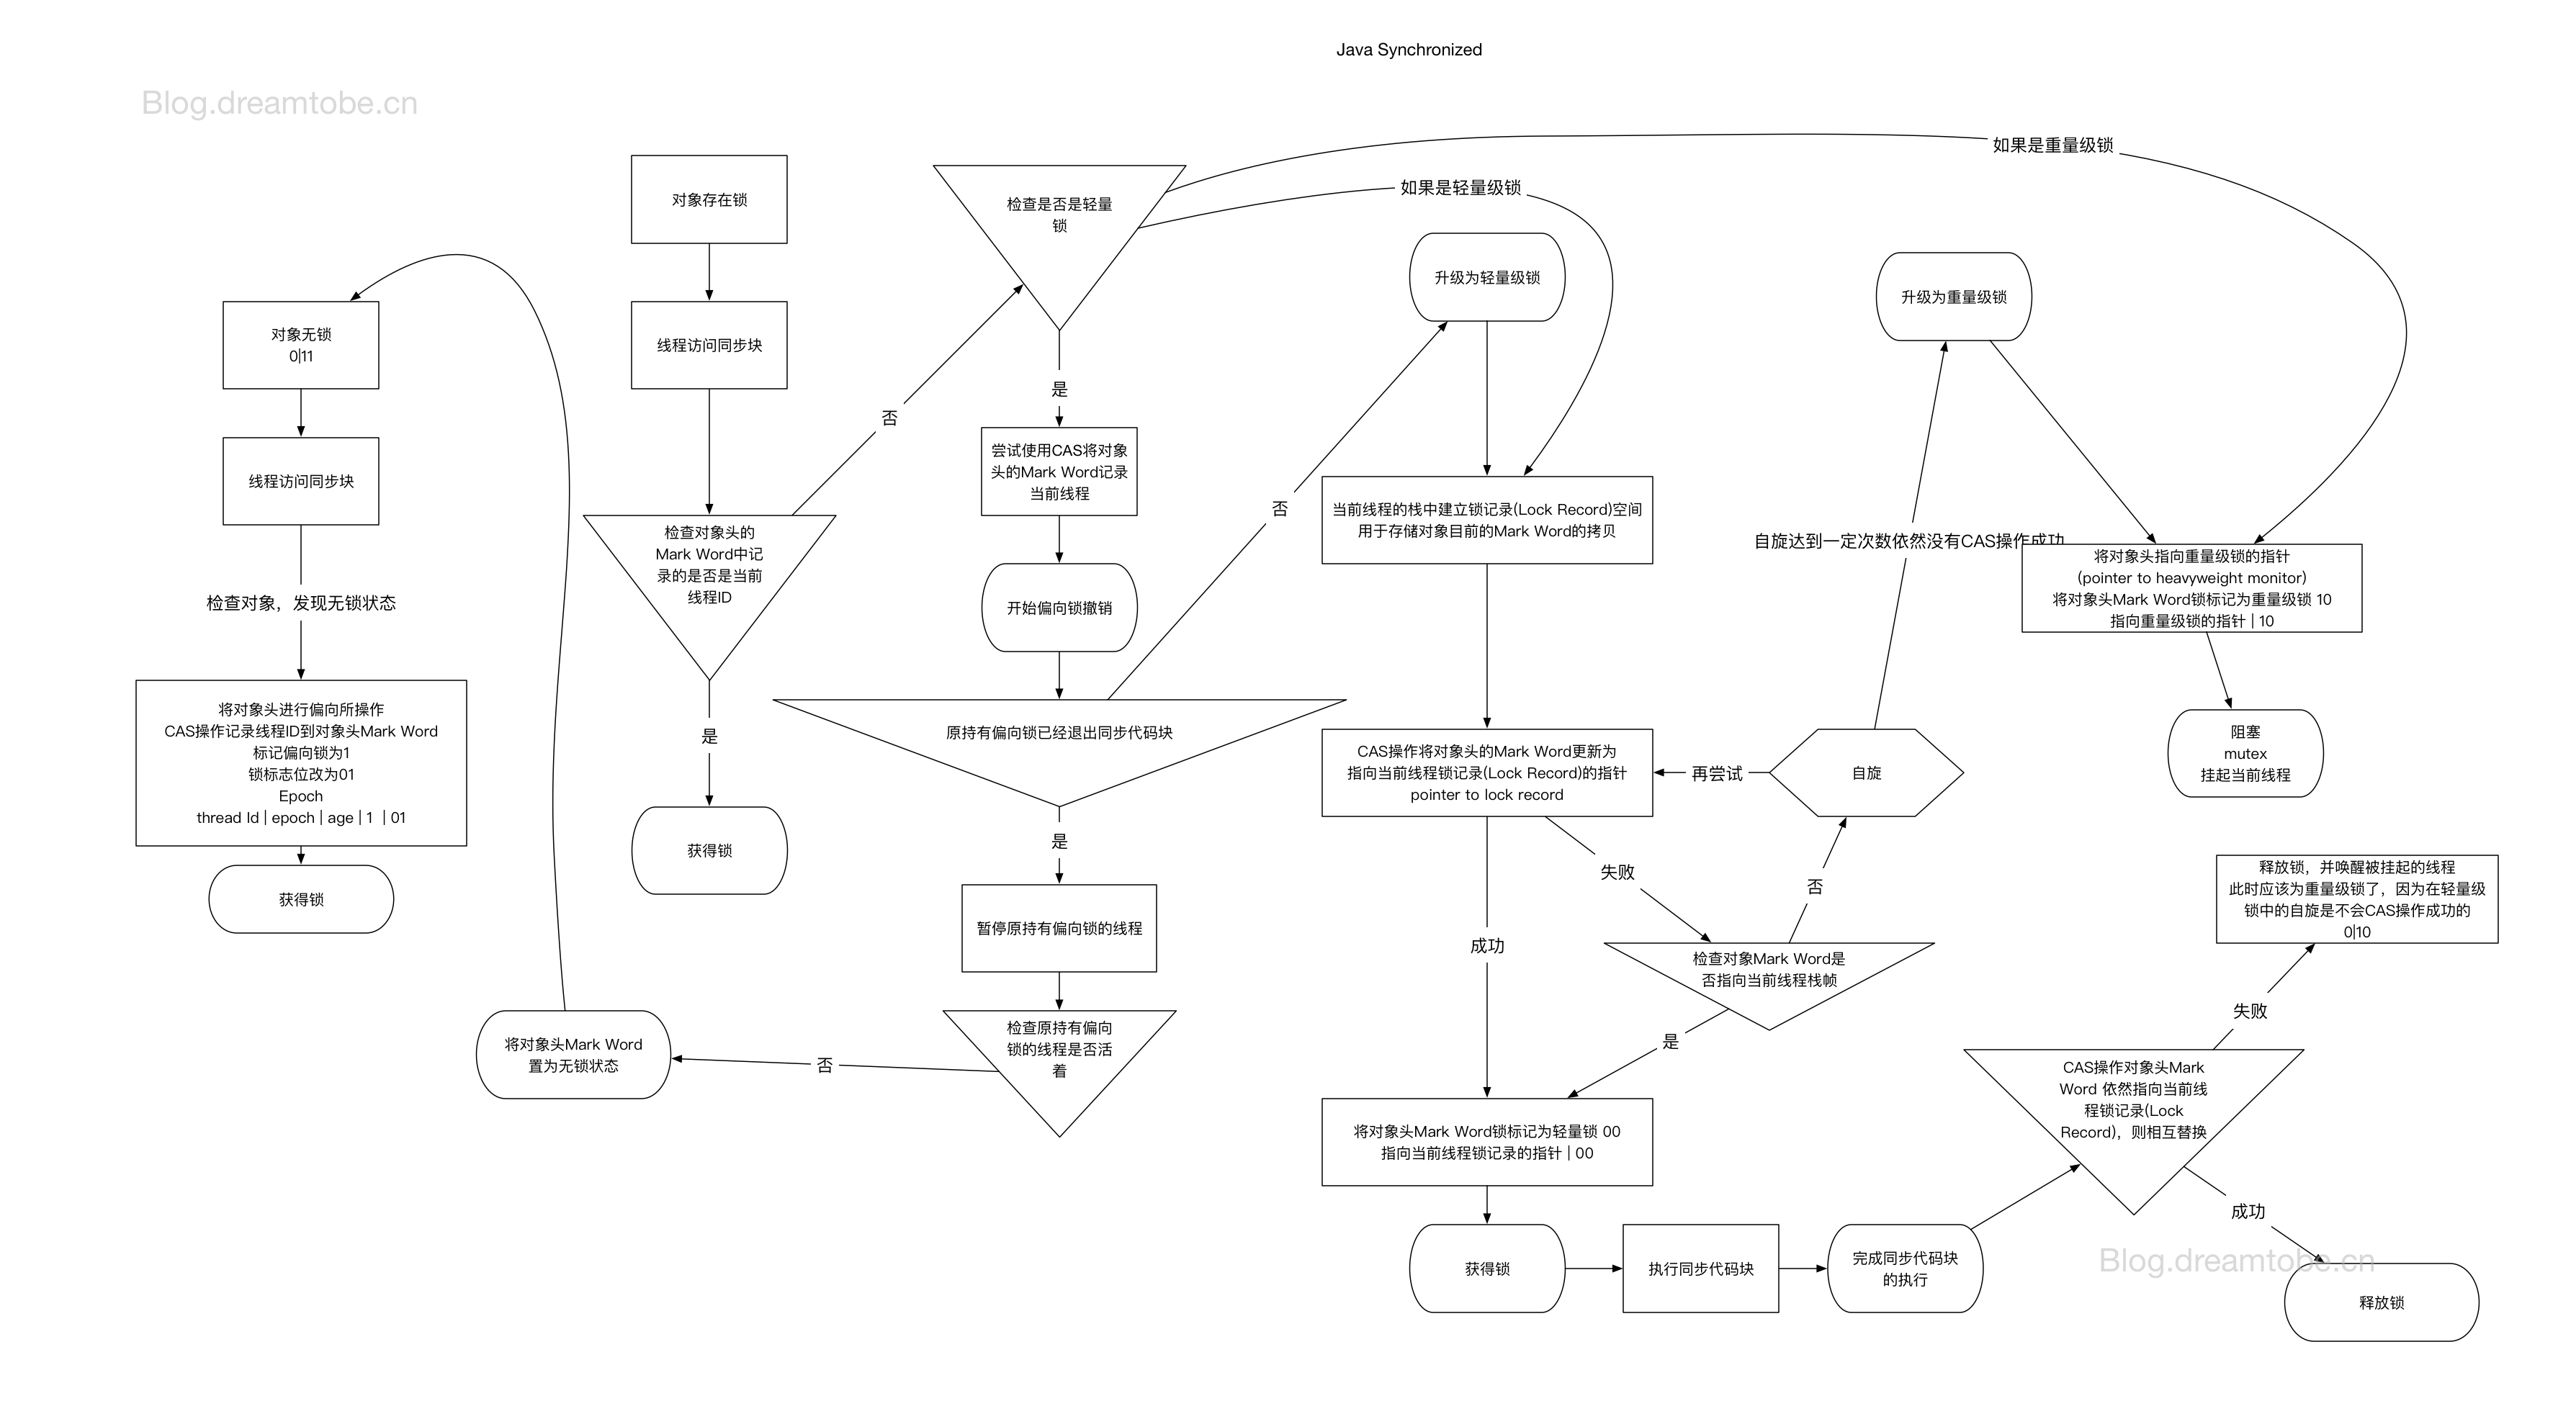 Java Synchronized
Blog.dreamtobe.cn
对象无锁
0|11
线程访问同步块
检查对象，发现无锁状态
将对象头进行偏向所操作
CAS操作记录线程ID到对象头Mark Word
标记偏向锁为1
锁标志位改为01
Epoch
thread Id | epoch | age | 1 | 01
获得锁
对象存在锁
线程访问同步块
检查对象头的
Mark Word中记
录的是否是当前
线程ID
否
是
获得锁
将对象头Mark Word
置为无锁状态
检查是否是轻量
锁
如果是重量级锁
如果是轻量级锁
是
尝试使用CAS将对象
头的Mark Word记录
当前线程
开始偏向锁撤销
原持有偏向锁已经退出同步代码块
否
是
暂停原持有偏向锁的线程
检查原持有偏向
锁的线程是否活
着
否
升级为轻量级锁
当前线程的栈中建立锁记录(Lock Record)空间
用于存储对象目前的Mark Word的拷贝
CAS操作将对象头的Mark Word更新为
指向当前线程锁记录(Lock Record)的指针
pointer to lock record
再尝试
自旋
失败
否
成功
检查对象Mark Word是
否指向当前线程栈帧
是
将对象头Mark Word锁标记为轻量锁 00
指向当前线程锁记录的指针 | 00
获得锁
执行同步代码块
完成同步代码块
的执行
升级为重量级锁
自旋达到一定次数依然没有CAS操作成功
将对象头指向重量级锁的指针
(pointer to heavyweight monitor)
将对象头Mark Word锁标记为重量级锁 10
指向重量级锁的指针 | 10
阻塞
mutex
挂起当前线程
释放锁，并唤醒被挂起的线程
此时应该为重量级锁了，因为在轻量级
锁中的自旋是不会CAS操作成功的
0|10
失败
CAS操作对象头Mark
Word 依然指向当前线
程锁记录(Lock
Record)，则相互替换
成功
Blog.dreamtobe.cn
释放锁